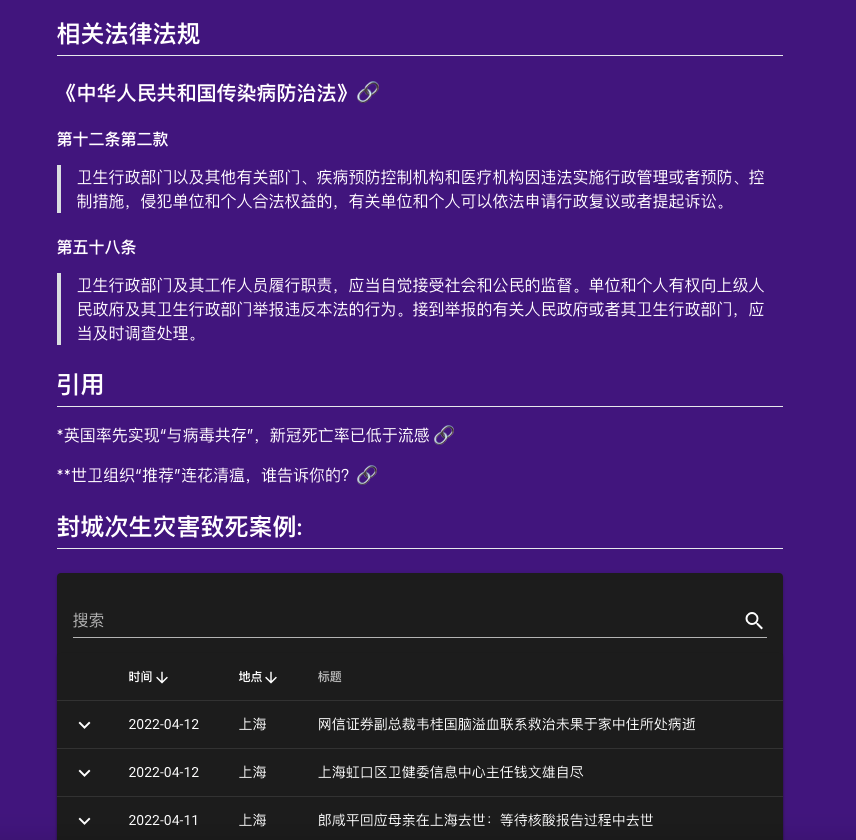 相关法律法规
《中华人民共和国传染病防治法》🔗
第十二条第二款
卫生行政部门以及其他有关部门、疾病预防控制机构和医疗机构因违法实施行政管理或者预防、控
制措施，侵犯单位和个人合法权益的，有关单位和个人可以依法申请行政复议或者提起诉讼。
第五十八条
卫生行政部门及其工作人员履行职责，应当自觉接受社会和公民的监督。单位和个人有权向上级人
民政府及其卫生行政部门举报违反本法的行为。接到举报的有关人民政府或者其卫生行政部门，应
当及时调查处理。
引用
*英国率先实现“与病毒共存”，新冠死亡率已低于流感 🔗
**世卫组织“推荐”连花清瘟，谁告诉你的？🔗
封城次生灾害致死案例:
搜索
时间↓ 地点↓ 标题
2022-04-12 上海 网信证券副总裁韦桂国脑溢血联系救治未果于家中住所处病逝
2022-04-12 上海 上海虹口区卫健委信息中心主任钱文雄自尽
2022-04-11 上海 郎咸平回应母亲在上海去世：等待核酸报告过程中去世